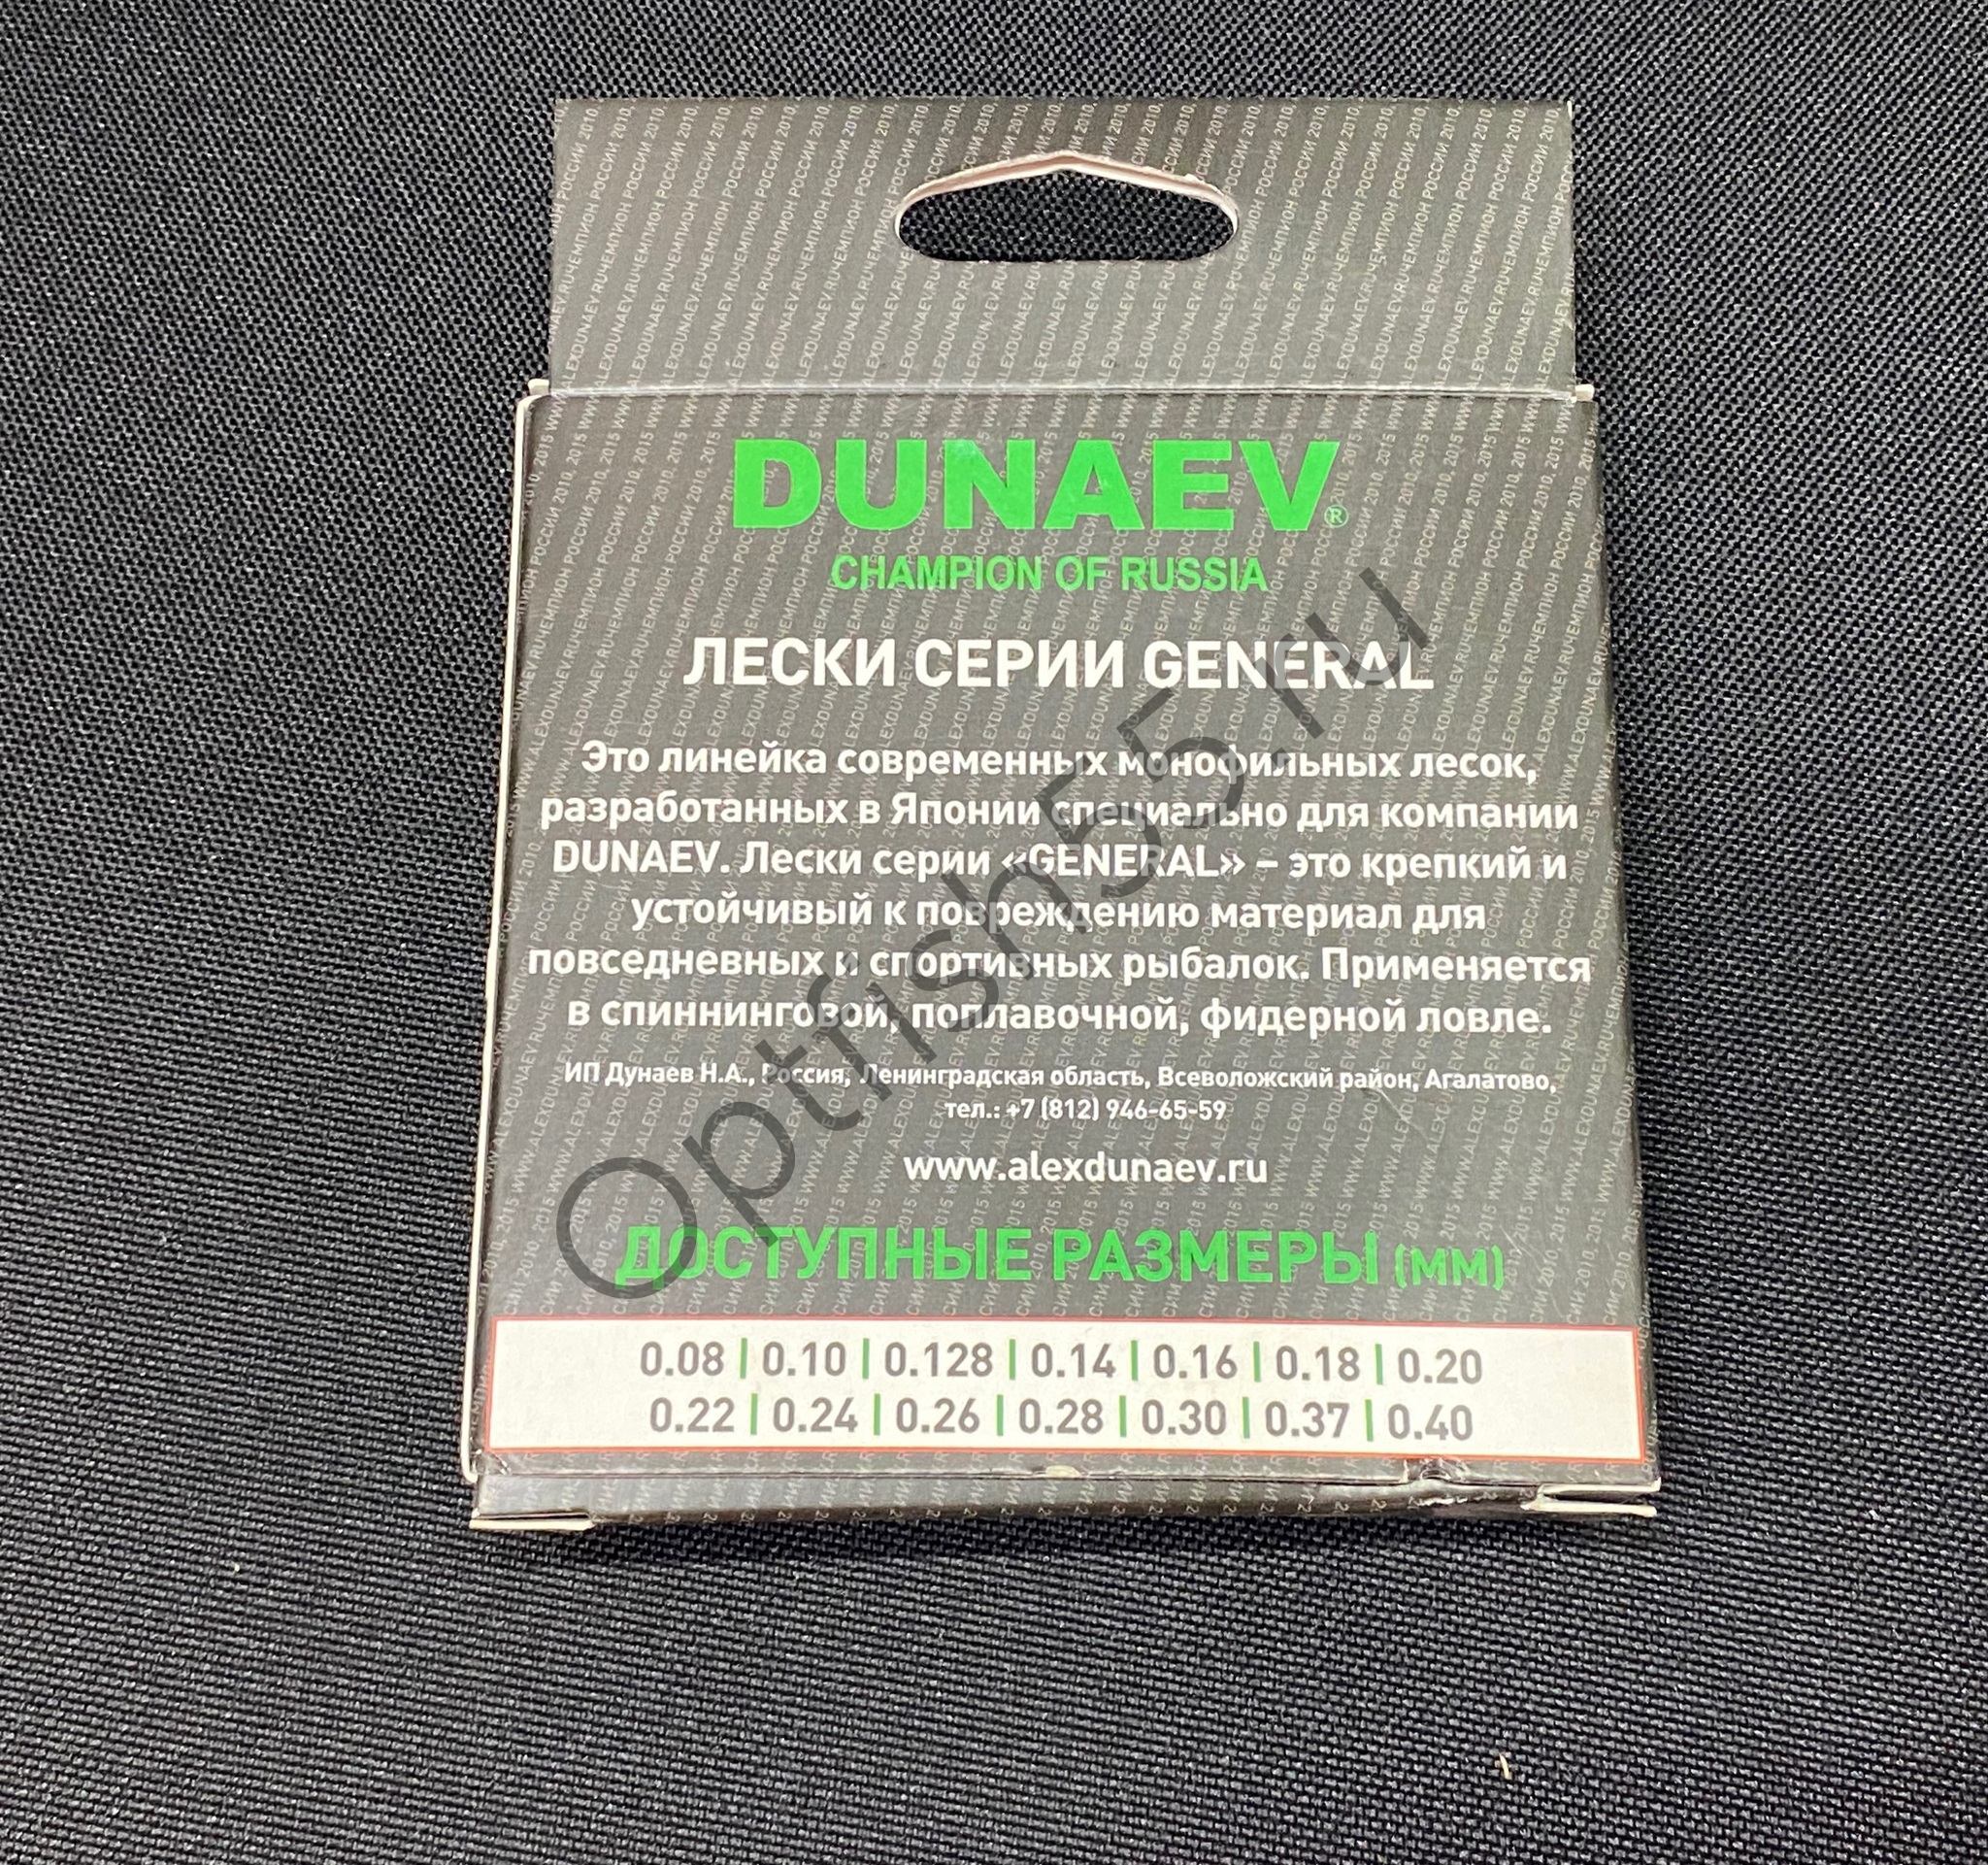 DUNAEV®
CHAMPION OF RUSSIA
ЛЕСКИ СЕРИИ GENERAL
Это линейка современных монофильных лесок,
разработанных в Японии специально для компании
DUNAEV. Лески серии «GENERAL» – это крепкий и
устойчивый к повреждению материал для
повседневных и спортивных рыбалок. Применяется
в спиннинговой, поплавочной, фидерной ловле.
ИП Дунаев Н.А., Россия, Ленинградская область, Всеволожский район, Агалатово,
тел.: +7 (812) 946-65-59
www.alexdunaev.ru
ДОСТУПНЫЕ РАЗМЕРЫ (ММ)
0.08 | 0.10 | 0.128 | 0.14 | 0.16 | 0.18 | 0.20
0.22 | 0.24 | 0.26 | 0.28 | 0.30 | 0.37 | 0.40
Optfish55.ru